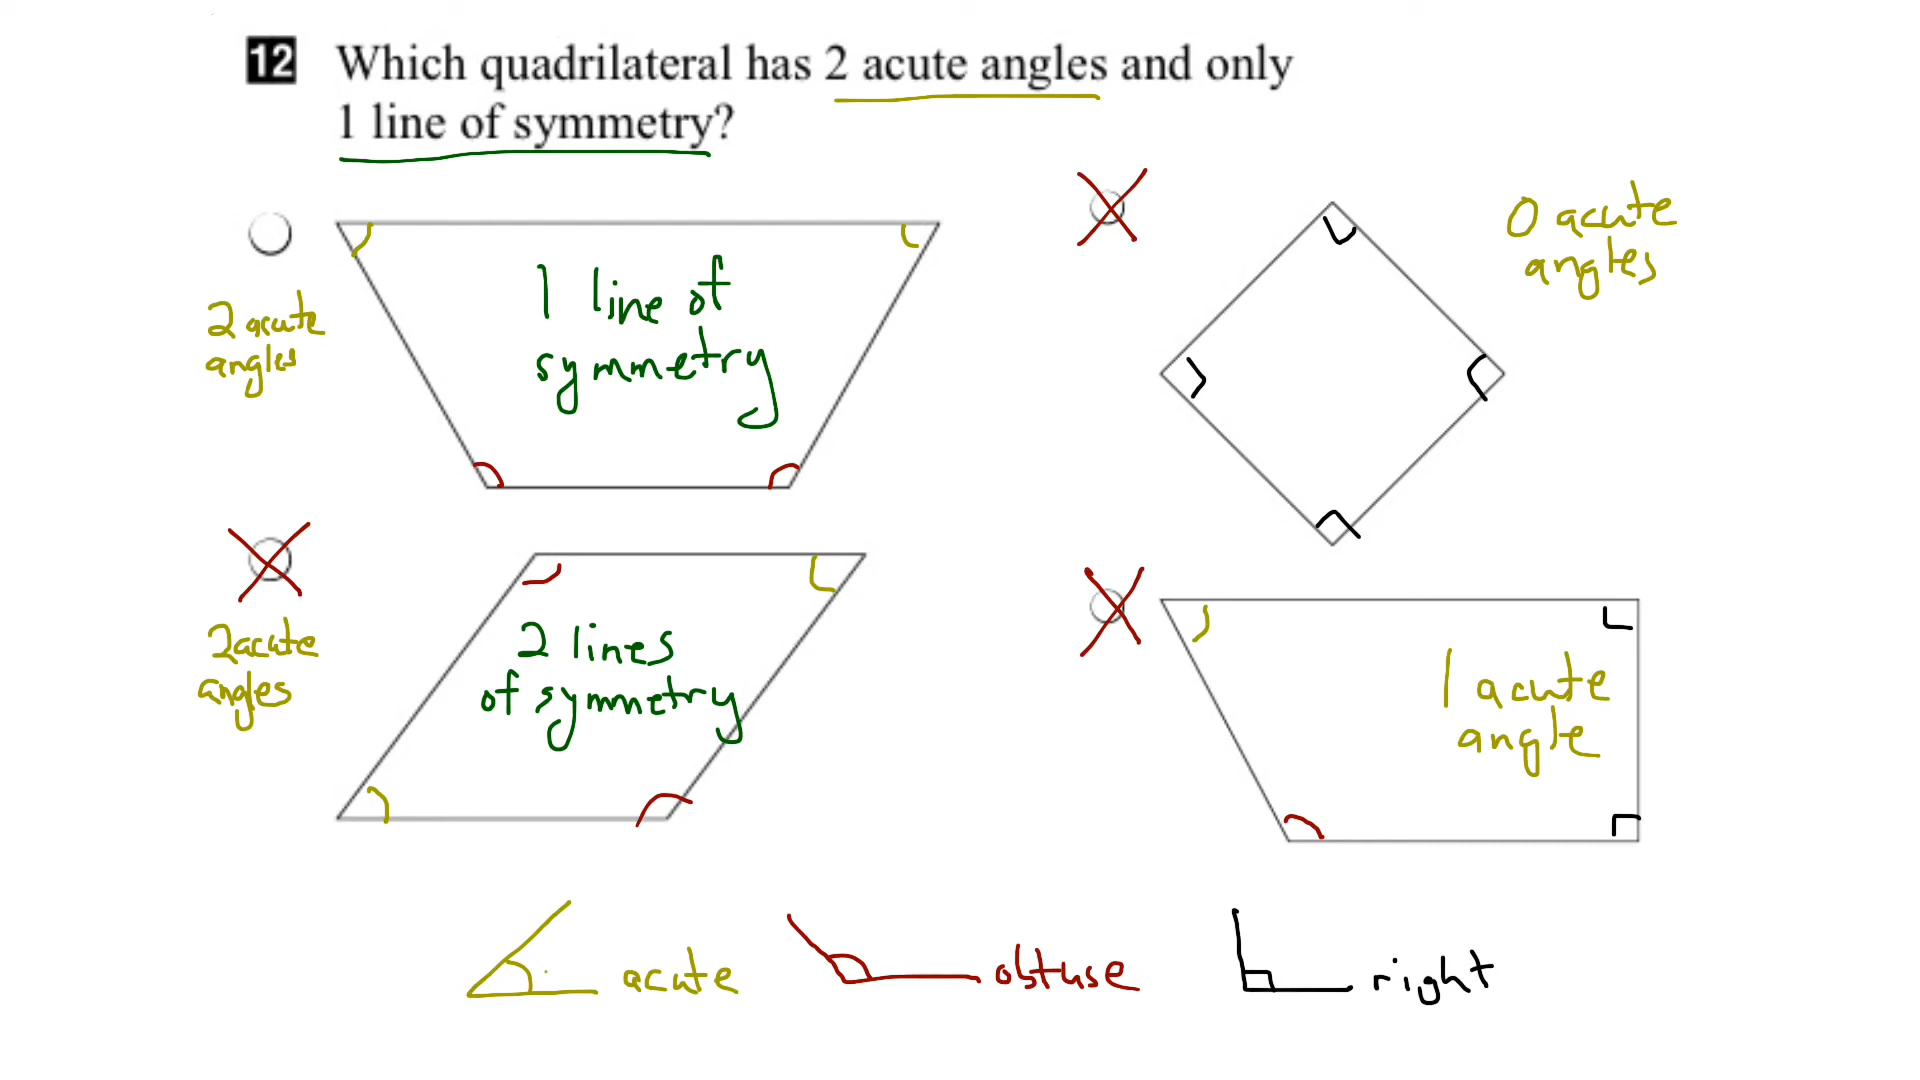 12 Which quadrilateral has 2 acute angles and only
1 line of symmetry?
2 acute
angles
1 line of
symmetry
0 acute
angles
2 acute
angles
2 lines
of symmetry
1 acute
angle
acute
obtuse
right